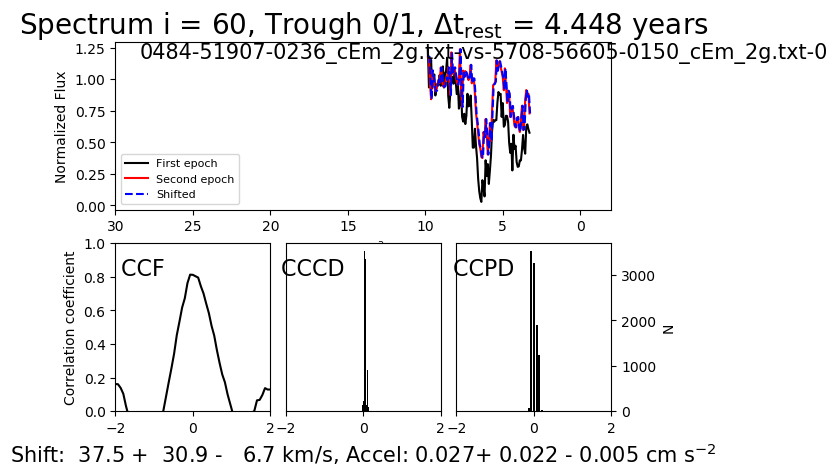 Spectrum i = 60, Trough 0/1, Δt_rest = 4.448 years
0484-51907-0236_cEm_2g.txt-vs-5708-56605-0150_cEm_2g.txt-0
Normalized Flux
1.25
1.00
0.75
0.50
0.25
0.00
First epoch
Second epoch
Shifted
30 25 20 15 10 5 0
Correlation coefficient
1.0
0.8
0.6
0.4
0.2
0.0
CCF
−2 0 2
CCCD
−2 0 2
CCPD
−2 0 2
3000
2000
1000
0
N
Shift:  37.5 +  30.9 -   6.7 km/s, Accel: 0.027+ 0.022 - 0.005 cm s⁻²